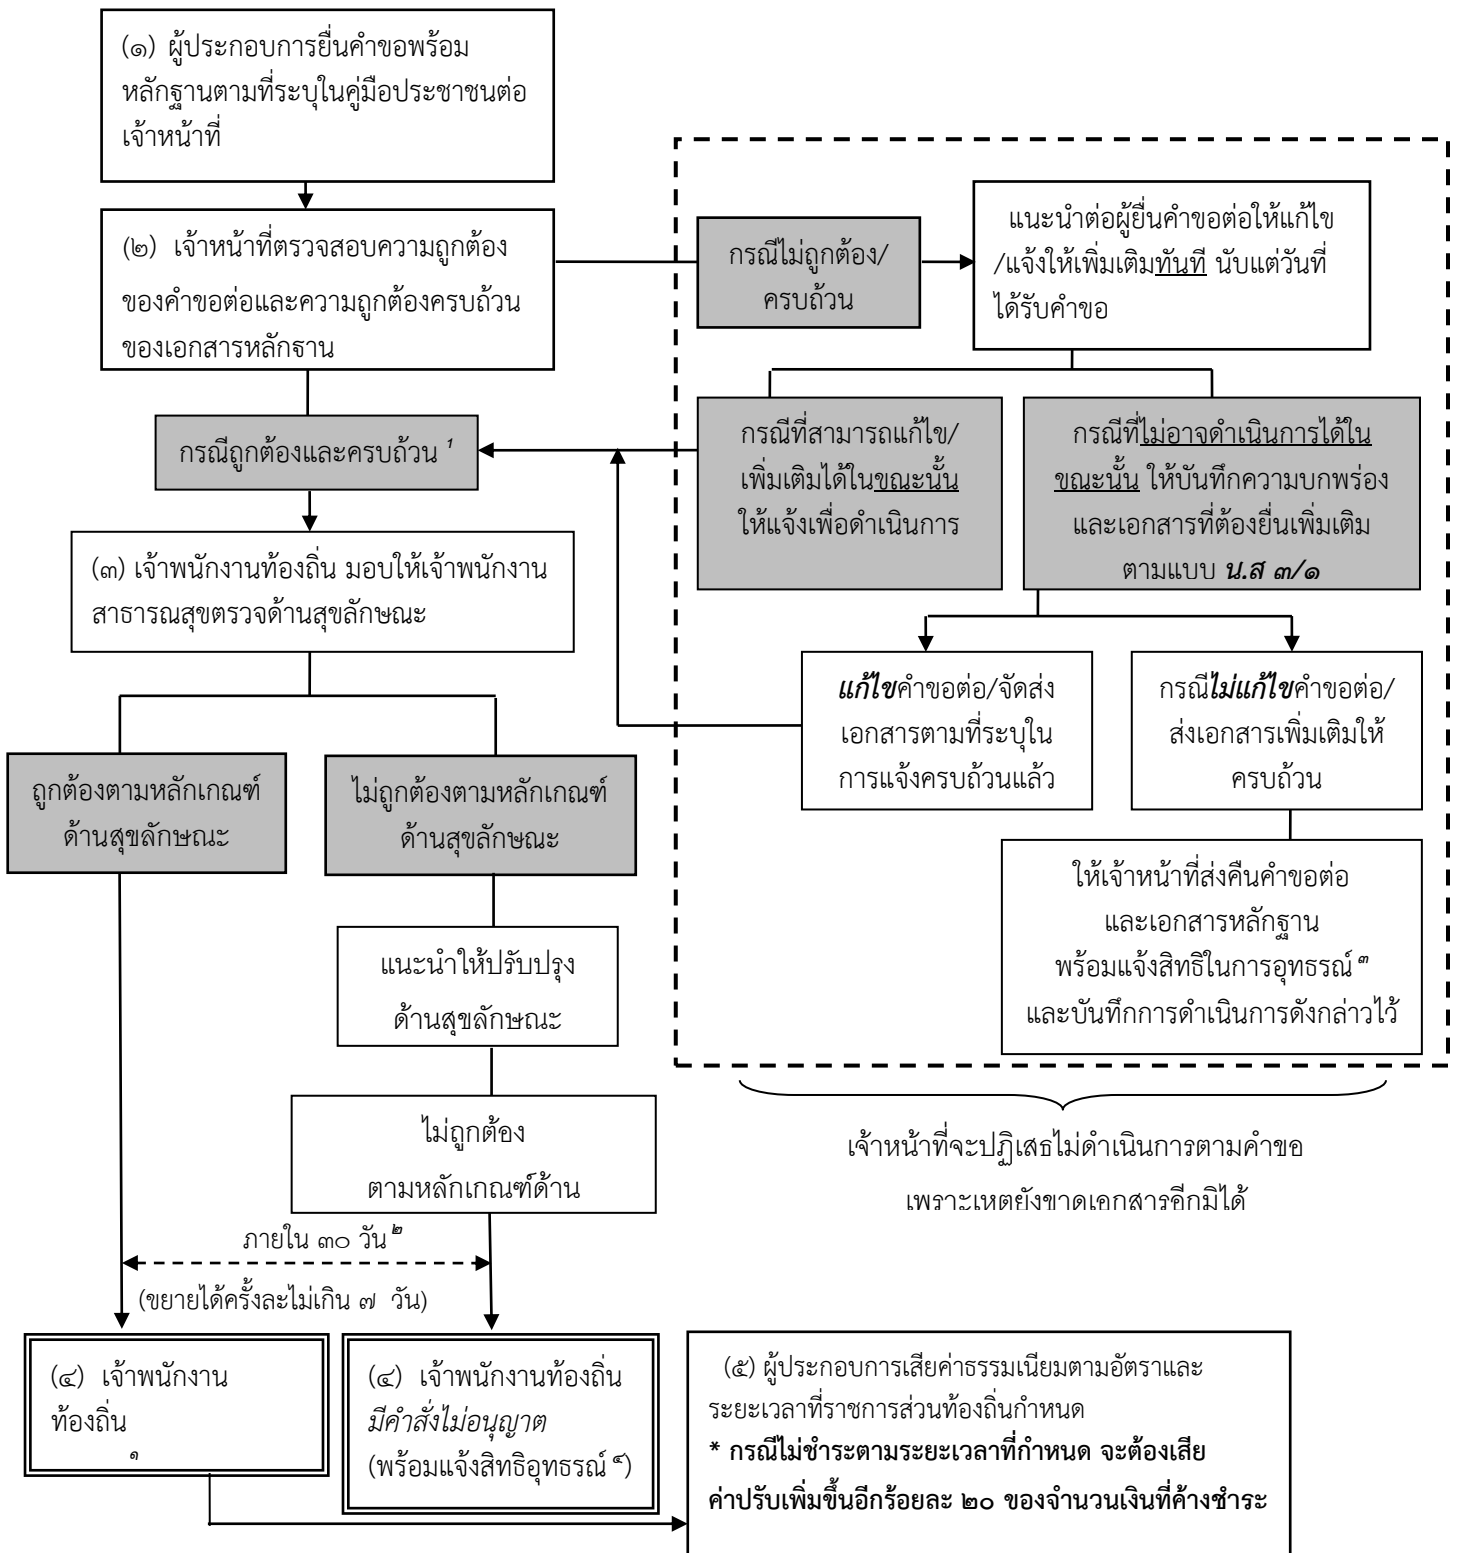 (๑) ผู้ประกอบการยื่นคำขอพร้อม
หลักฐานตามที่ระบุในคู่มือประชาชนต่อ
เจ้าหน้าที่
(๒) เจ้าหน้าที่ตรวจสอบความถูกต้อง
ของคำขอต่อและความถูกต้องครบถ้วน
ของเอกสารหลักฐาน
กรณีไม่ถูกต้อง/
ครบถ้วน
แนะนำต่อผู้ยื่นคำขอต่อให้แก้ไข
/แจ้งให้เพิ่มเติมทันที นับแต่วันที่
ได้รับคำขอ
กรณีถูกต้องและครบถ้วน ¹
กรณีที่สามารถแก้ไข/
เพิ่มเติมได้ในขณะนั้น
ให้แจ้งเพื่อดำเนินการ
กรณีที่ไม่อาจดำเนินการได้ใน
ขณะนั้น ให้บันทึกความบกพร่อง
และเอกสารที่ต้องยื่นเพิ่มเติม
ตามแบบ น.ส ๓/๑
(๓) เจ้าพนักงานท้องถิ่น มอบให้เจ้าพนักงาน
สาธารณสุขตรวจด้านสุขลักษณะ
แก้ไขคำขอต่อ/จัดส่ง
เอกสารตามที่ระบุใน
การแจ้งครบถ้วนแล้ว
กรณีไม่แก้ไขคำขอต่อ/
ส่งเอกสารเพิ่มเติมให้
ครบถ้วน
ถูกต้องตามหลักเกณฑ์
ด้านสุขลักษณะ
ไม่ถูกต้องตามหลักเกณฑ์
ด้านสุขลักษณะ
ให้เจ้าหน้าที่ส่งคืนคำขอต่อ
และเอกสารหลักฐาน
พร้อมแจ้งสิทธิในการอุทธรณ์ ๓
และบันทึกการดำเนินการดังกล่าวไว้
แนะนำให้ปรับปรุง
ด้านสุขลักษณะ
ไม่ถูกต้อง
ตามหลักเกณฑ์ด้าน
เจ้าหน้าที่จะปฏิเสธไม่ดำเนินการตามคำขอ
เพราะเหตุยังขาดเอกสารอีกมิได้
ภายใน ๓๐ วัน ๒
(ขยายได้ครั้งละไม่เกิน ๗ วัน)
(๔) เจ้าพนักงาน
ท้องถิ่น
๑
(๔) เจ้าพนักงานท้องถิ่น
มีคำสั่งไม่อนุญาต
(พร้อมแจ้งสิทธิอุทธรณ์ ๔)
(๕) ผู้ประกอบการเสียค่าธรรมเนียมตามอัตราและ
ระยะเวลาที่ราชการส่วนท้องถิ่นกำหนด
* กรณีไม่ชำระตามระยะเวลาที่กำหนด จะต้องเสีย
ค่าปรับเพิ่มขึ้นอีกร้อยละ ๒๐ ของจำนวนเงินที่ค้างชำระ